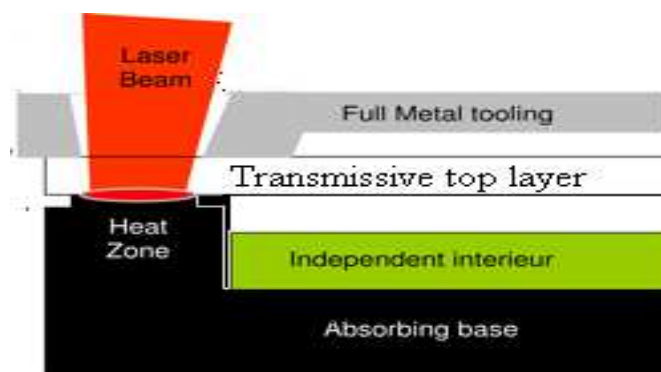 Laser
Beam
Full Metal tooling
Transmissive top layer
Heat
Zone
Independent interieur
Absorbing base